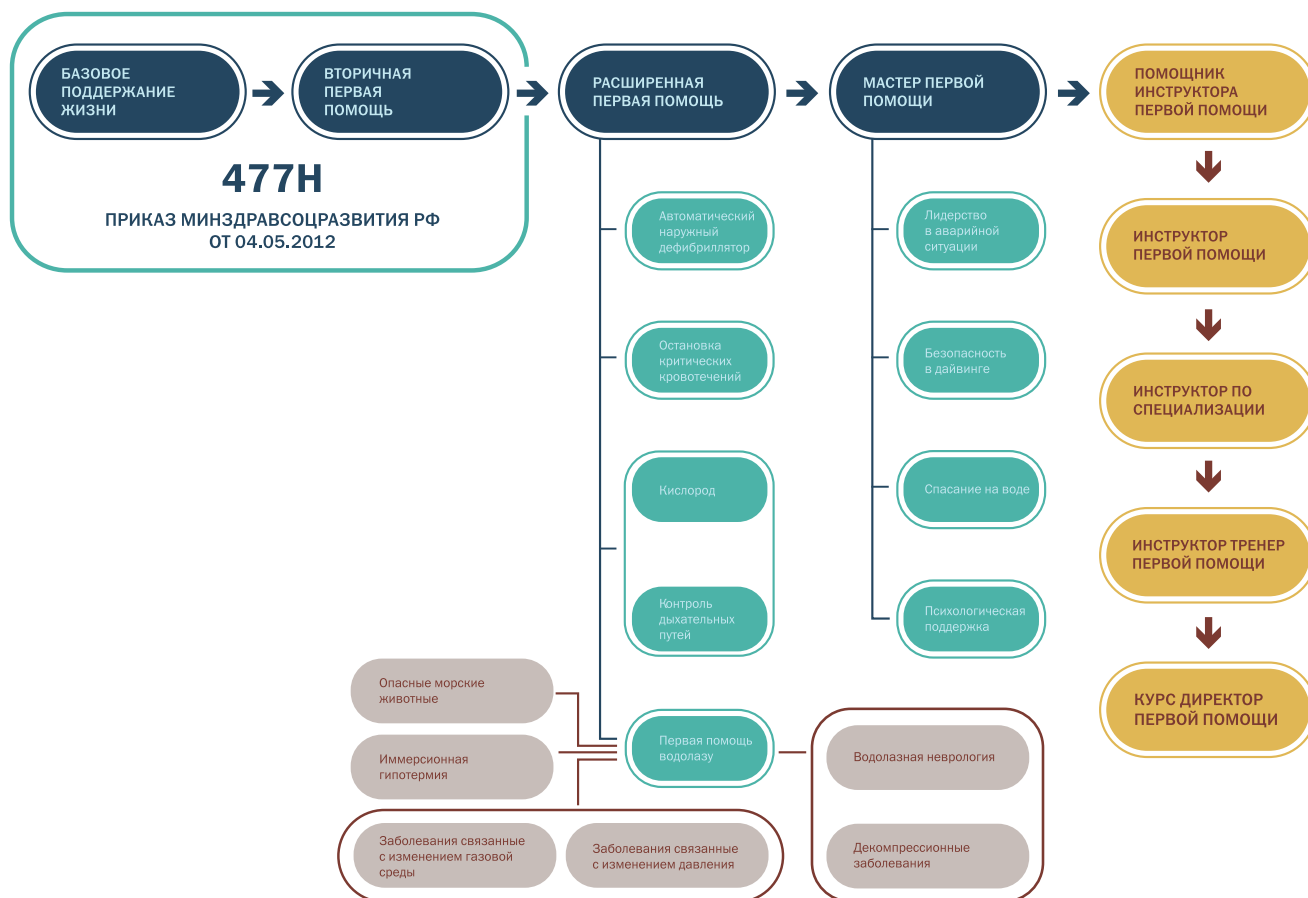 БАЗОВОЕ
ПОДДЕРЖАНИЕ
ЖИЗНИ
ВТОРИЧНАЯ
ПЕРВАЯ
ПОМОЩЬ
РАСШИРЕННАЯ
ПЕРВАЯ ПОМОЩЬ
МАСТЕР ПЕРВОЙ
ПОМОЩИ
ПОМОЩНИК
ИНСТРУКТОРА
ПЕРВОЙ ПОМОЩИ
477Н
ПРИКАЗ МИНЗДРАВСОЦРАЗВИТИЯ РФ
ОТ 04.05.2012
Автоматический
наружный
дефибриллятор
Остановка
критических
кровотечений
Кислород
Контроль
дыхательных
путей
Первая помощь
водолазу
Лидерство
в аварийной
ситуации
Безопасность
в дайвинге
Спасание на воде
Психологическая
поддержка
ИНСТРУКТОР
ПЕРВОЙ ПОМОЩИ
ИНСТРУКТОР ПО
СПЕЦИАЛИЗАЦИИ
ИНСТРУКТОР ТРЕНЕР
ПЕРВОЙ ПОМОЩИ
КУРС ДИРЕКТОР
ПЕРВОЙ ПОМОЩИ
Опасные морские
животные
Иммерсионная
гипотермия
Заболевания связанные
с изменением газовой
среды
Заболевания связанные
с изменением давления
Водолазная неврология
Декомпрессионные
заболевания